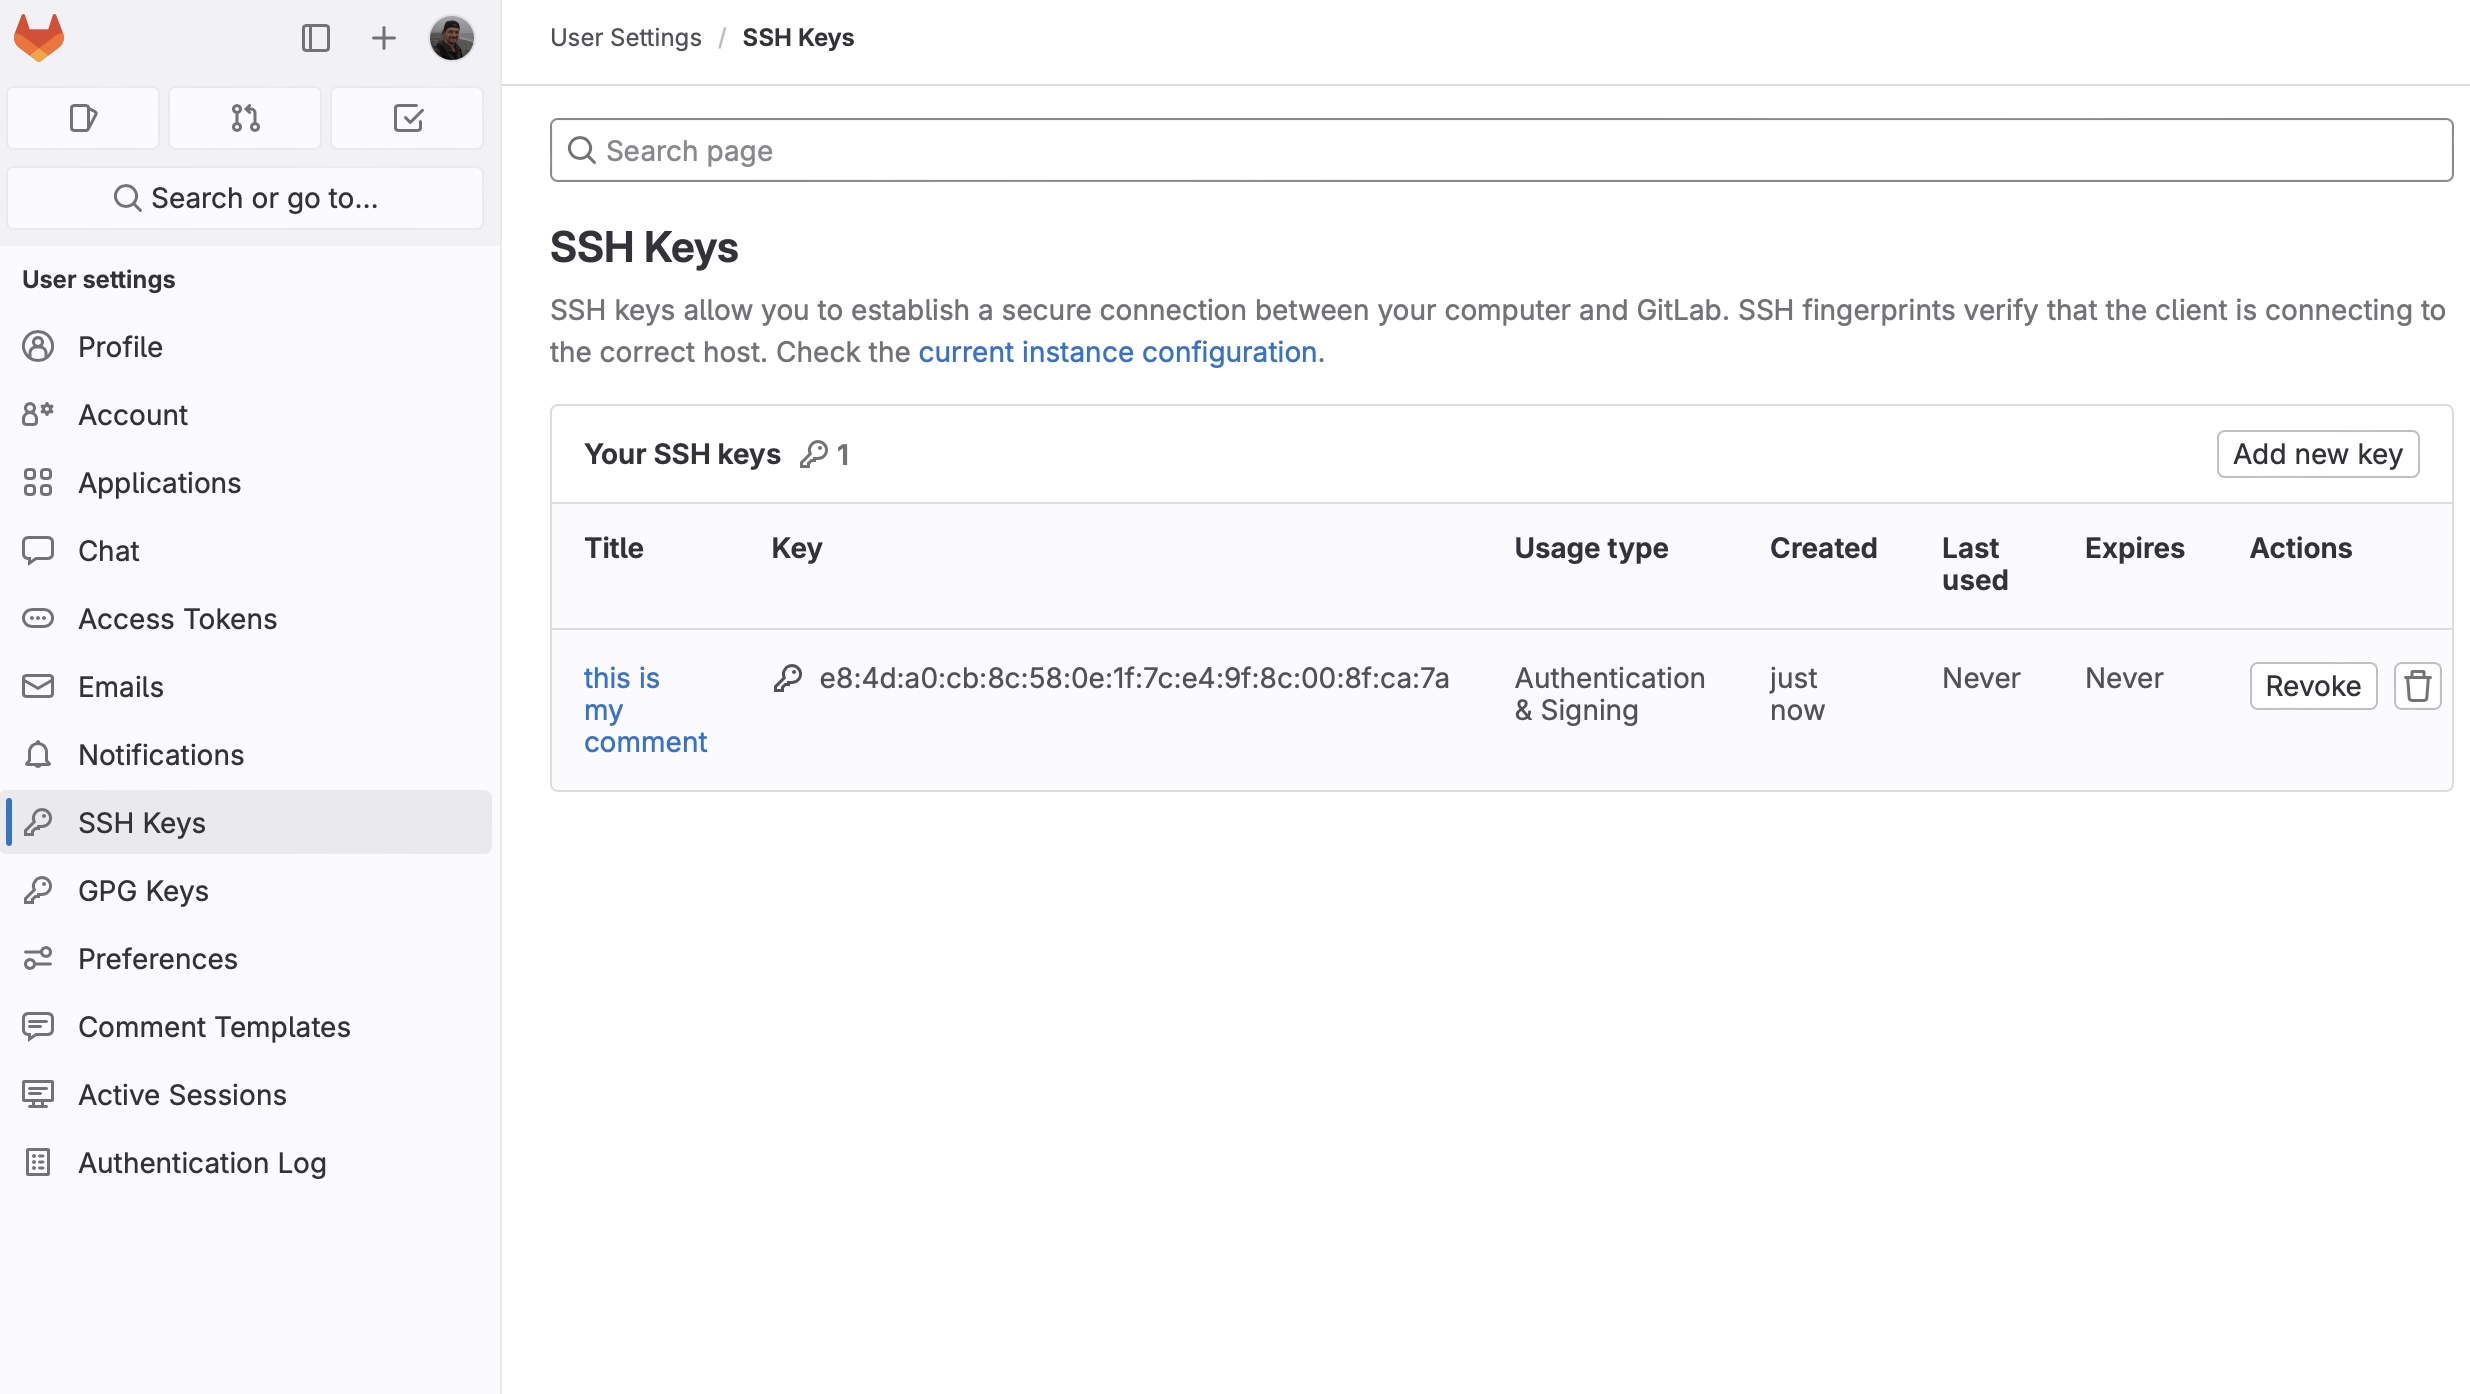 User Settings / SSH Keys
Search page
Search or go to...
User settings
Profile
Account
Applications
Chat
Access Tokens
Emails
Notifications
SSH Keys
GPG Keys
Preferences
Comment Templates
Active Sessions
Authentication Log
SSH Keys
SSH keys allow you to establish a secure connection between your computer and GitLab. SSH fingerprints verify that the client is connecting to
the correct host. Check the current instance configuration.
Your SSH keys 1
Add new key
Title Key Usage type Created Last used Expires Actions
this is my comment e8:4d:a0:cb:8c:58:0e:1f:7c:e4:9f:8c:00:8f:ca:7a Authentication & Signing just now Never Never Revoke